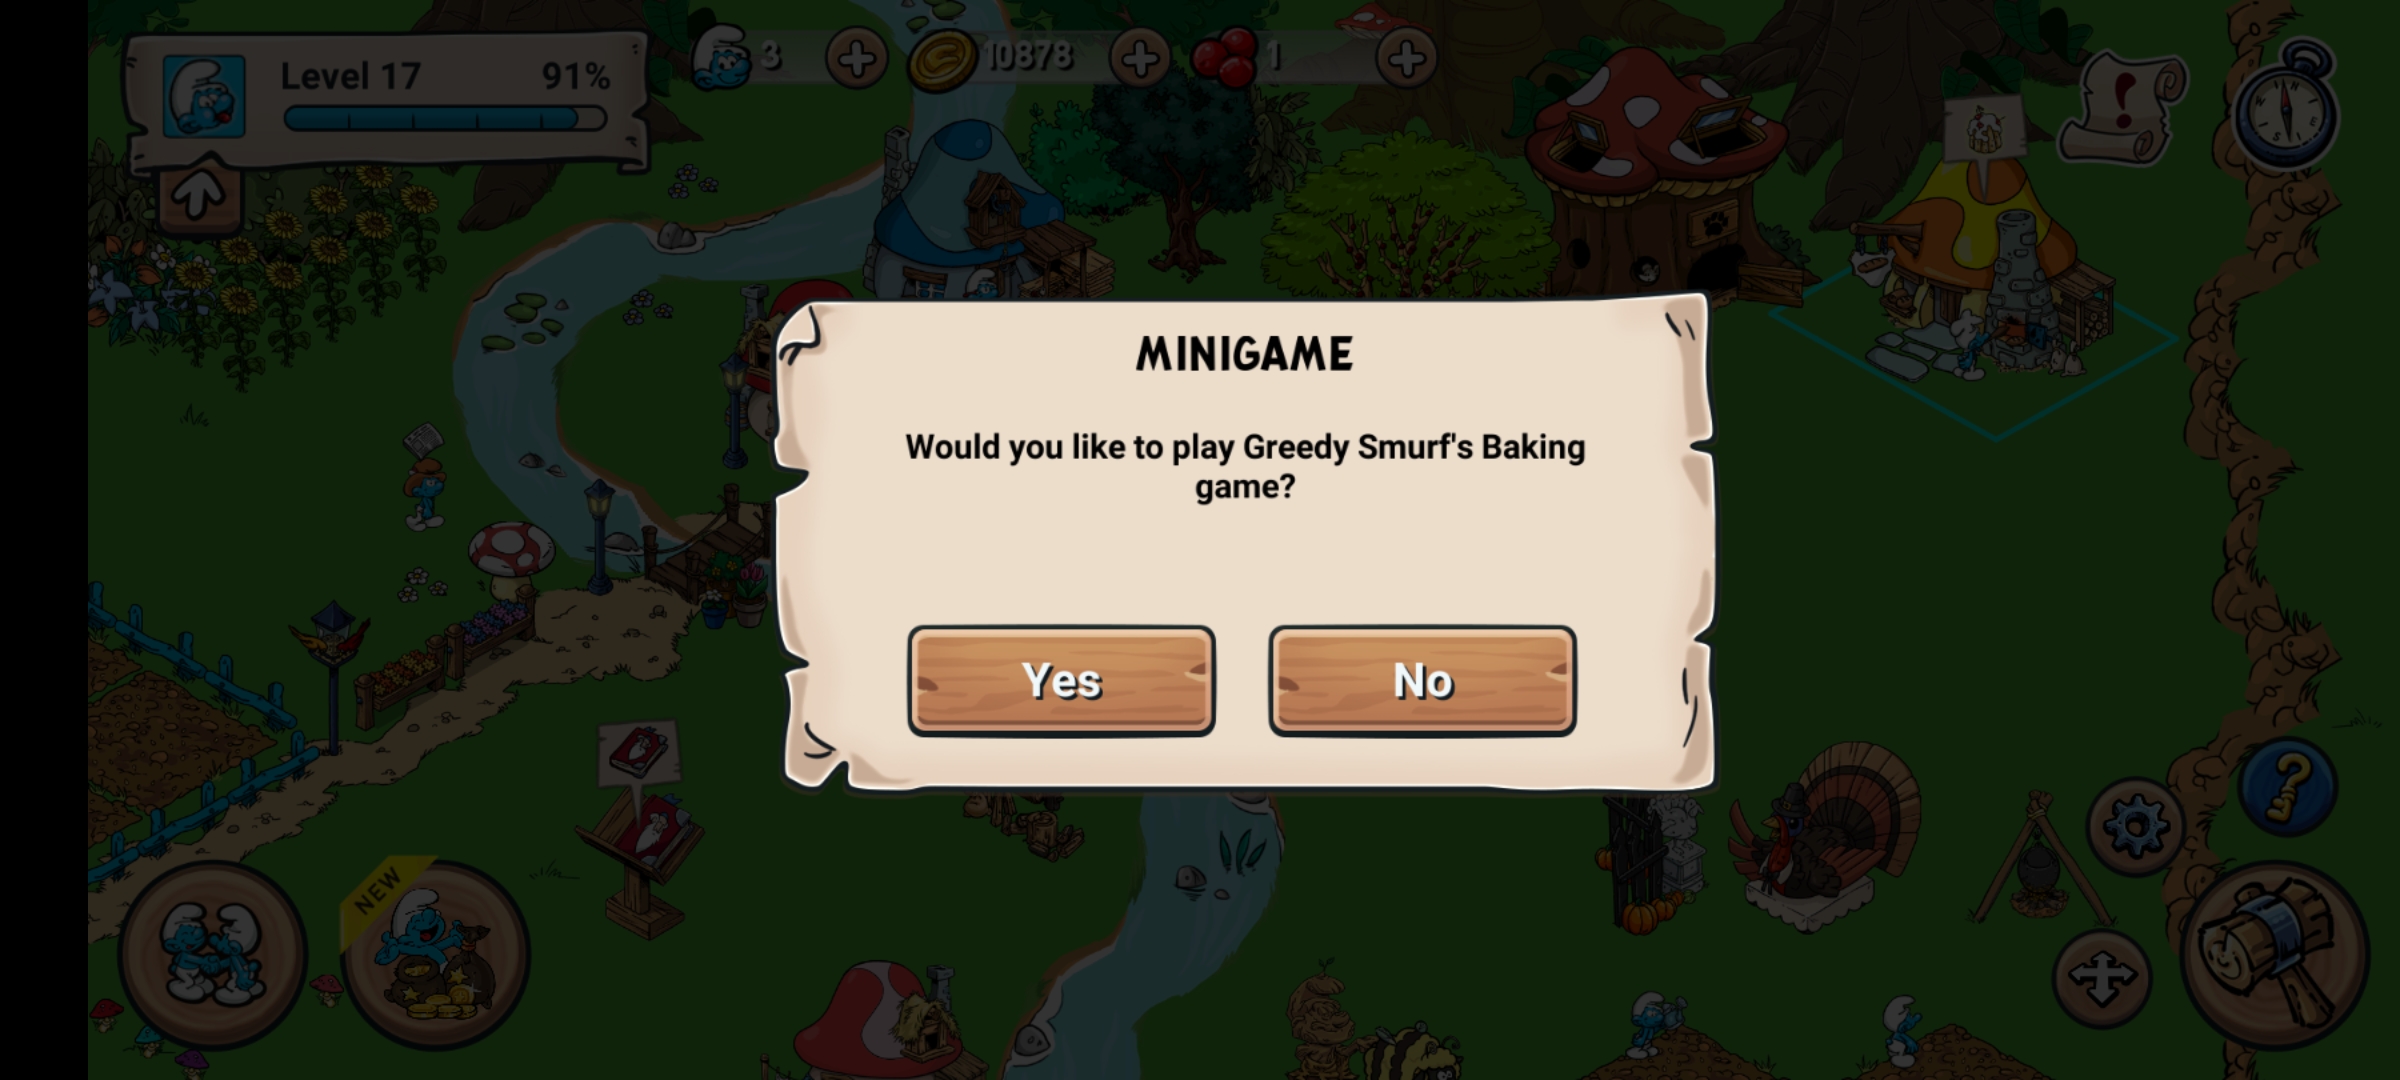 Level 17 91%
3
10878
1
MINIGAME
Would you like to play Greedy Smurf's Baking
game?
Yes
No
NEW